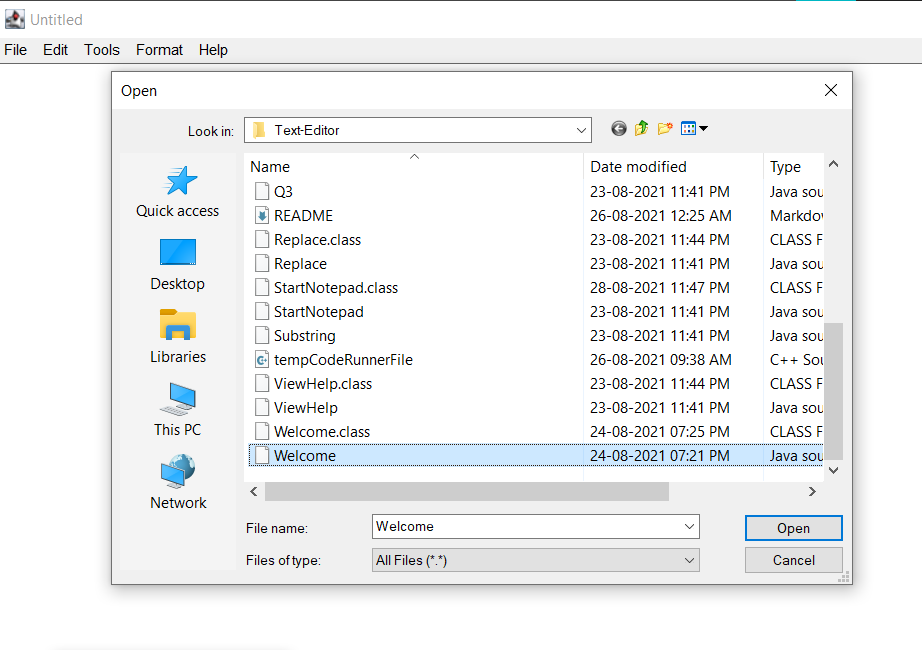 Untitled
File Edit Tools Format Help
Open
Look in: Text-Editor
Quick access
Desktop
Libraries
This PC
Network
Name Date modified Type
Q3 23-08-2021 11:41 PM Java sou
README 26-08-2021 12:25 AM Markdov
Replace.class 23-08-2021 11:44 PM CLASS F
Replace 23-08-2021 11:41 PM Java sou
StartNotepad.class 28-08-2021 11:47 PM CLASS F
StartNotepad 23-08-2021 11:41 PM Java sou
Substring 23-08-2021 11:41 PM Java sou
tempCodeRunnerFile 26-08-2021 09:38 AM C++ Sou
ViewHelp.class 23-08-2021 11:44 PM CLASS F
ViewHelp 23-08-2021 11:41 PM Java sou
Welcome.class 24-08-2021 07:25 PM CLASS F
Welcome 24-08-2021 07:21 PM Java sou
File name: Welcome Open
Files of type: All Files (*.*) Cancel